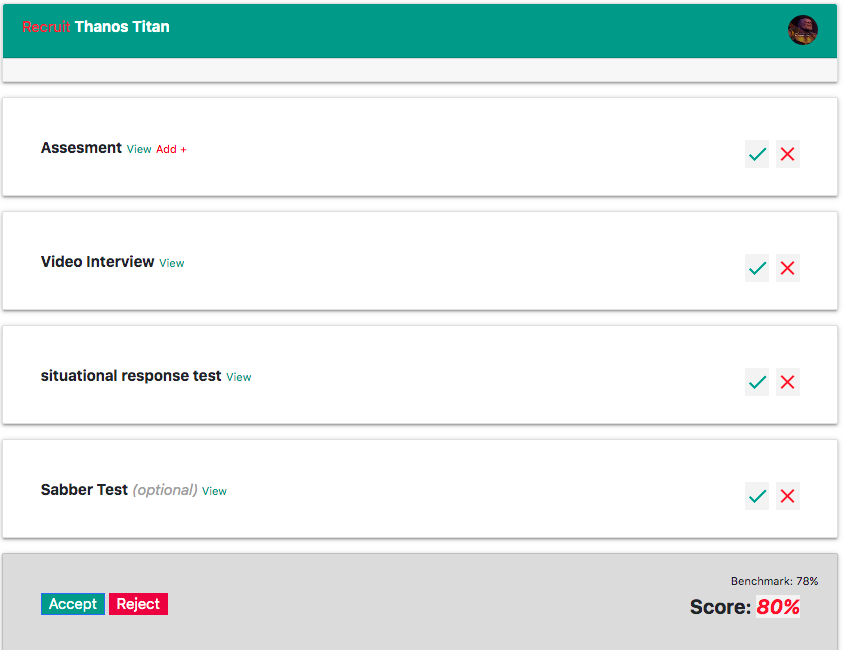 Recruit Thanos Titan
Assesment View Add +
Video Interview View
situational response test View
Sabber Test (optional) View
Benchmark: 78%
Accept Reject Score: 80%